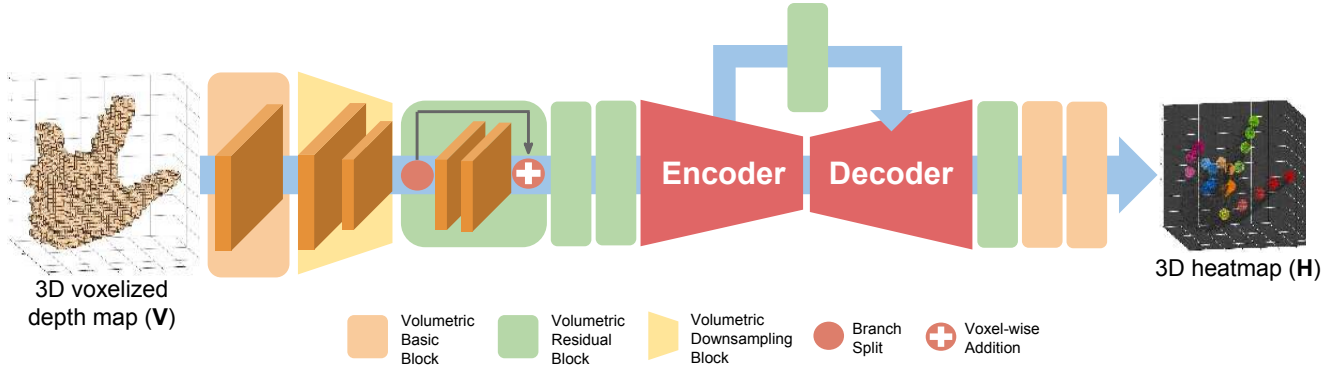 Encoder
Decoder
3D voxelized
depth map (V)
3D heatmap (H)
Volumetric
Basic
Block
Volumetric
Residual
Block
Volumetric
Downsampling
Block
Branch
Split
Voxel-wise
Addition